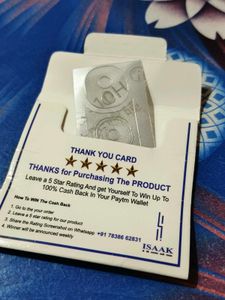 THANK YOU CARD
THANKS for Purchasing The PRODUCT
Leave a 5 Star Rating And get Yourself To Win Up To
100% Cash Back In Your Paytm Wallet
How To WIN The Cash Back
1. Go to the your order
2. Leave a 5 star rating for our product
3. Share the Rating Screenshot on Whatsapp +91 78386 62831
4. Winner will be announced weekly
ISAAK